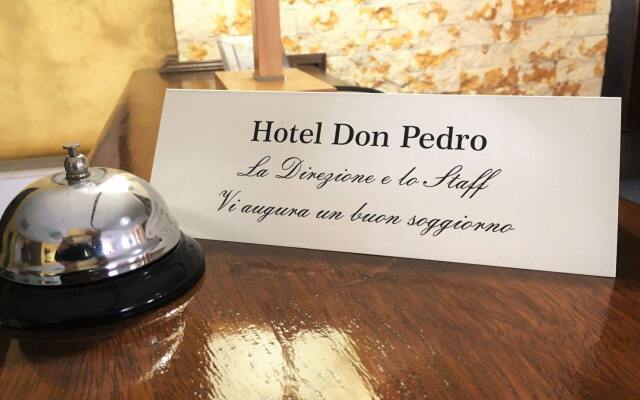 Hotel Don Pedro
La Direzione e lo Staff
Vi augura un buon soggiorno